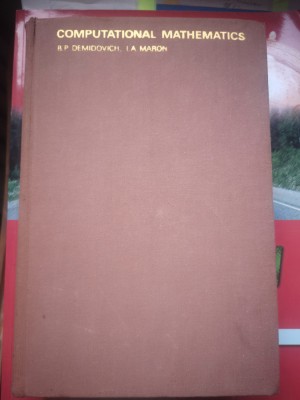 COMPUTATIONAL MATHEMATICS
B.P. DEMIDOVICH, I.A. MARON